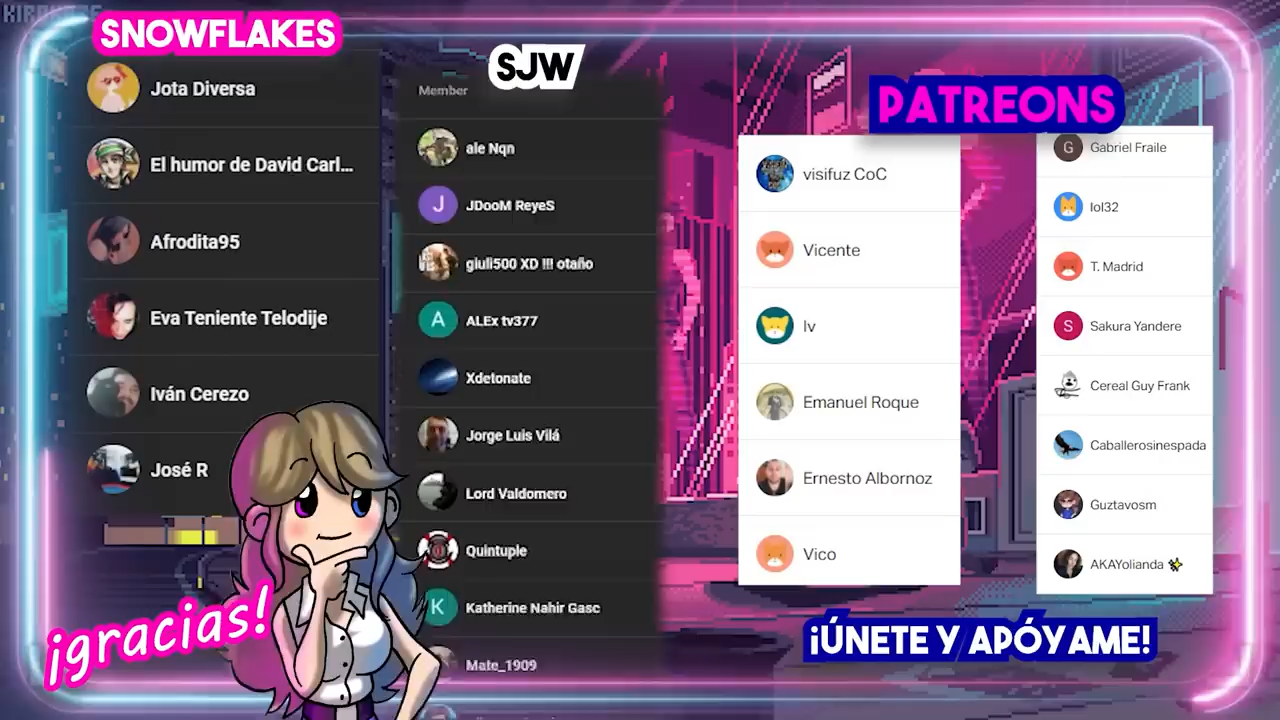 SNOWFLAKES
Jota Diversa
El humor de David Carl...
Afrodita95
Eva Teniente Telodije
Iván Cerezo
José R
¡gracias!
SJW
Member
ale Nqn
J
JDooM ReyeS
giuli500 XD !!! otaño
A
ALEx tv377
Xdetonate
Jorge Luis Vilá
Lord Valdomero
Quintuple
K
Katherine Nahir Gasc
Mate_1909
PATREONS
visifuz CoC
Vicente
Iv
Emanuel Roque
Ernesto Albornoz
Vico
G
Gabriel Fraile
lol32
T. Madrid
S
Sakura Yandere
Cereal Guy Frank
Caballerosinespada
Guztavosm
AKAYolianda
¡ÚNETE Y APÓYAME!